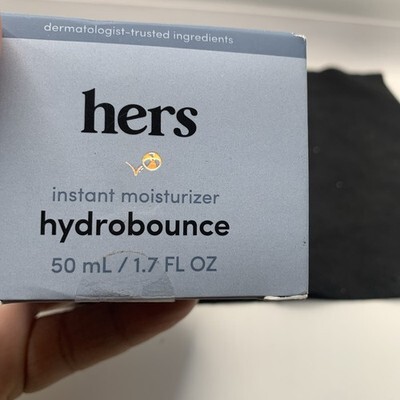 dermatologist-trusted ingredients
hers
instant moisturizer
hydrobounce
50 mL / 1.7 FL OZ